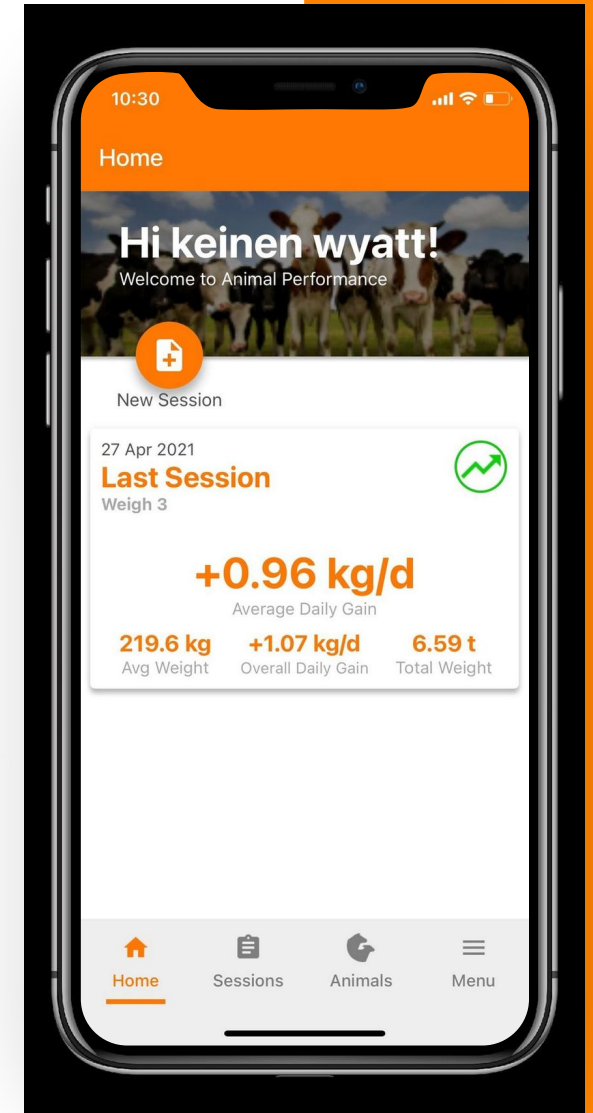 10:30
Home
Hi keinen wyatt!
Welcome to Animal Performance
New Session
27 Apr 2021
Last Session
Weigh 3
+0.96 kg/d
Average Daily Gain
219.6 kg +1.07 kg/d 6.59 t
Avg Weight Overall Daily Gain Total Weight
Home Sessions Animals Menu